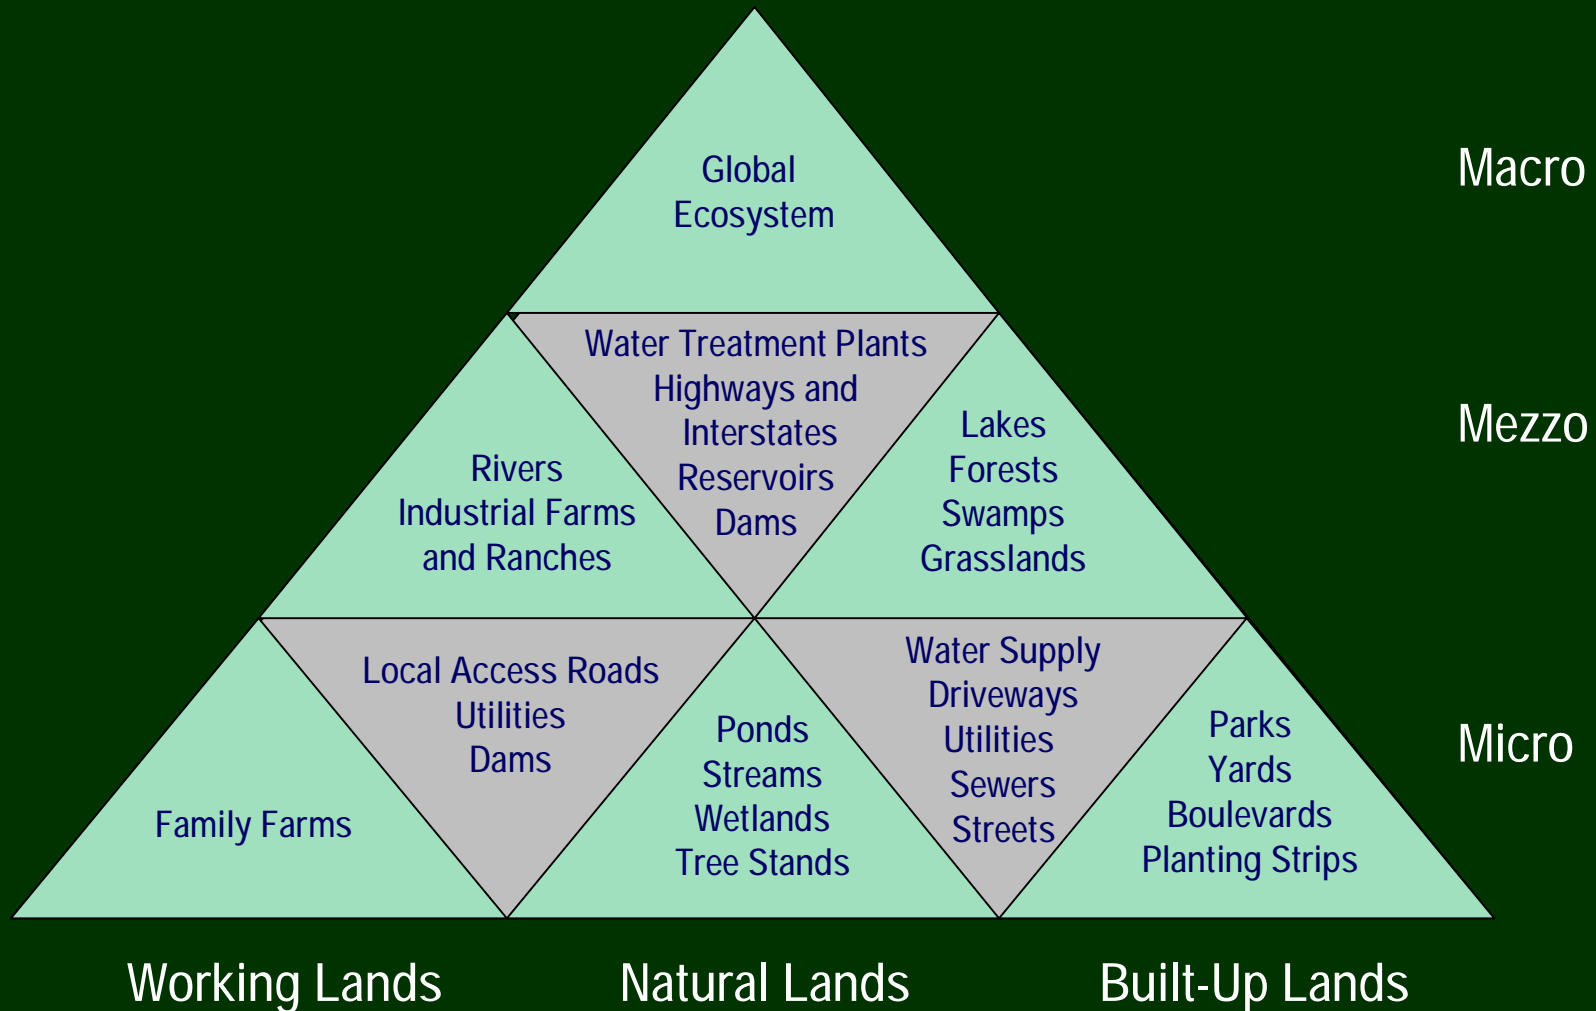 Global
Ecosystem
Macro
Water Treatment Plants
Highways and
Interstates
Reservoirs
Dams
Rivers
Industrial Farms
and Ranches
Lakes
Forests
Swamps
Grasslands
Mezzo
Family Farms
Local Access Roads
Utilities
Dams
Ponds
Streams
Wetlands
Tree Stands
Water Supply
Driveways
Utilities
Sewers
Streets
Parks
Yards
Boulevards
Planting Strips
Micro
Working Lands
Natural Lands
Built-Up Lands